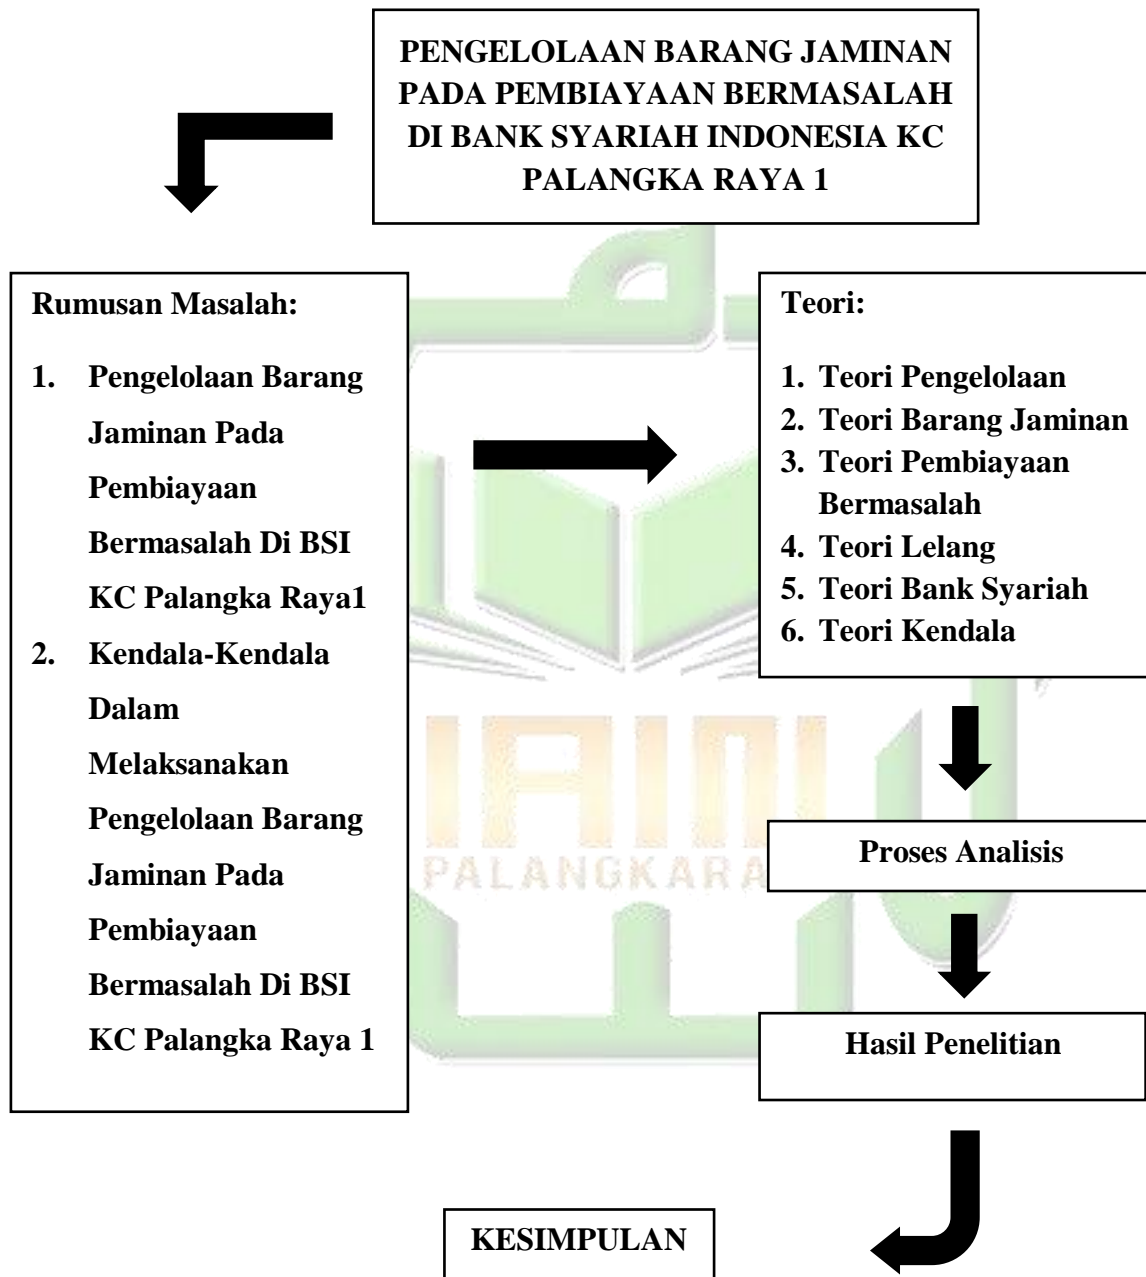 PENGELOLAAN BARANG JAMINAN
PADA PEMBIAYAAN BERMASALAH
DI BANK SYARIAH INDONESIA KC
PALANGKA RAYA 1
Rumusan Masalah:
1. Pengelolaan Barang
Jaminan Pada
Pembiayaan
Bermasalah Di BSI
KC Palangka Raya1
2. Kendala-Kendala
Dalam
Melaksanakan
Pengelolaan Barang
Jaminan Pada
Pembiayaan
Bermasalah Di BSI
KC Palangka Raya 1
Teori:
1. Teori Pengelolaan
2. Teori Barang Jaminan
3. Teori Pembiayaan
Bermasalah
4. Teori Lelang
5. Teori Bank Syariah
6. Teori Kendala
IAIN
Proses Analisis
Hasil Penelitian
KESIMPULAN